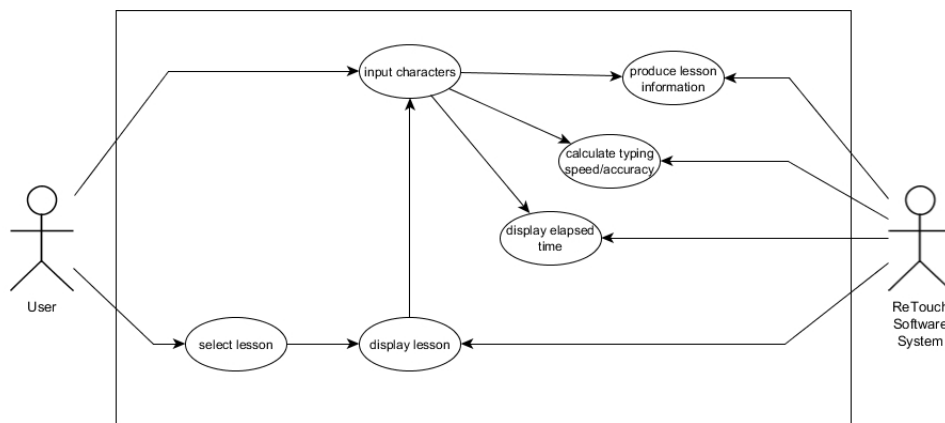 input characters
produce lesson
information
calculate typing
speed/accuracy
display elapsed
time
User
ReTouch
Software
System
select lesson
display lesson